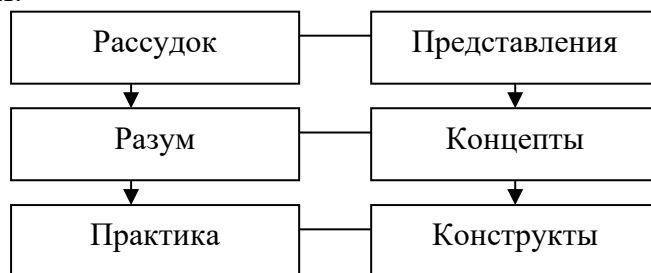 Рассудок Представления
Разум Концепты
Практика Конструкты